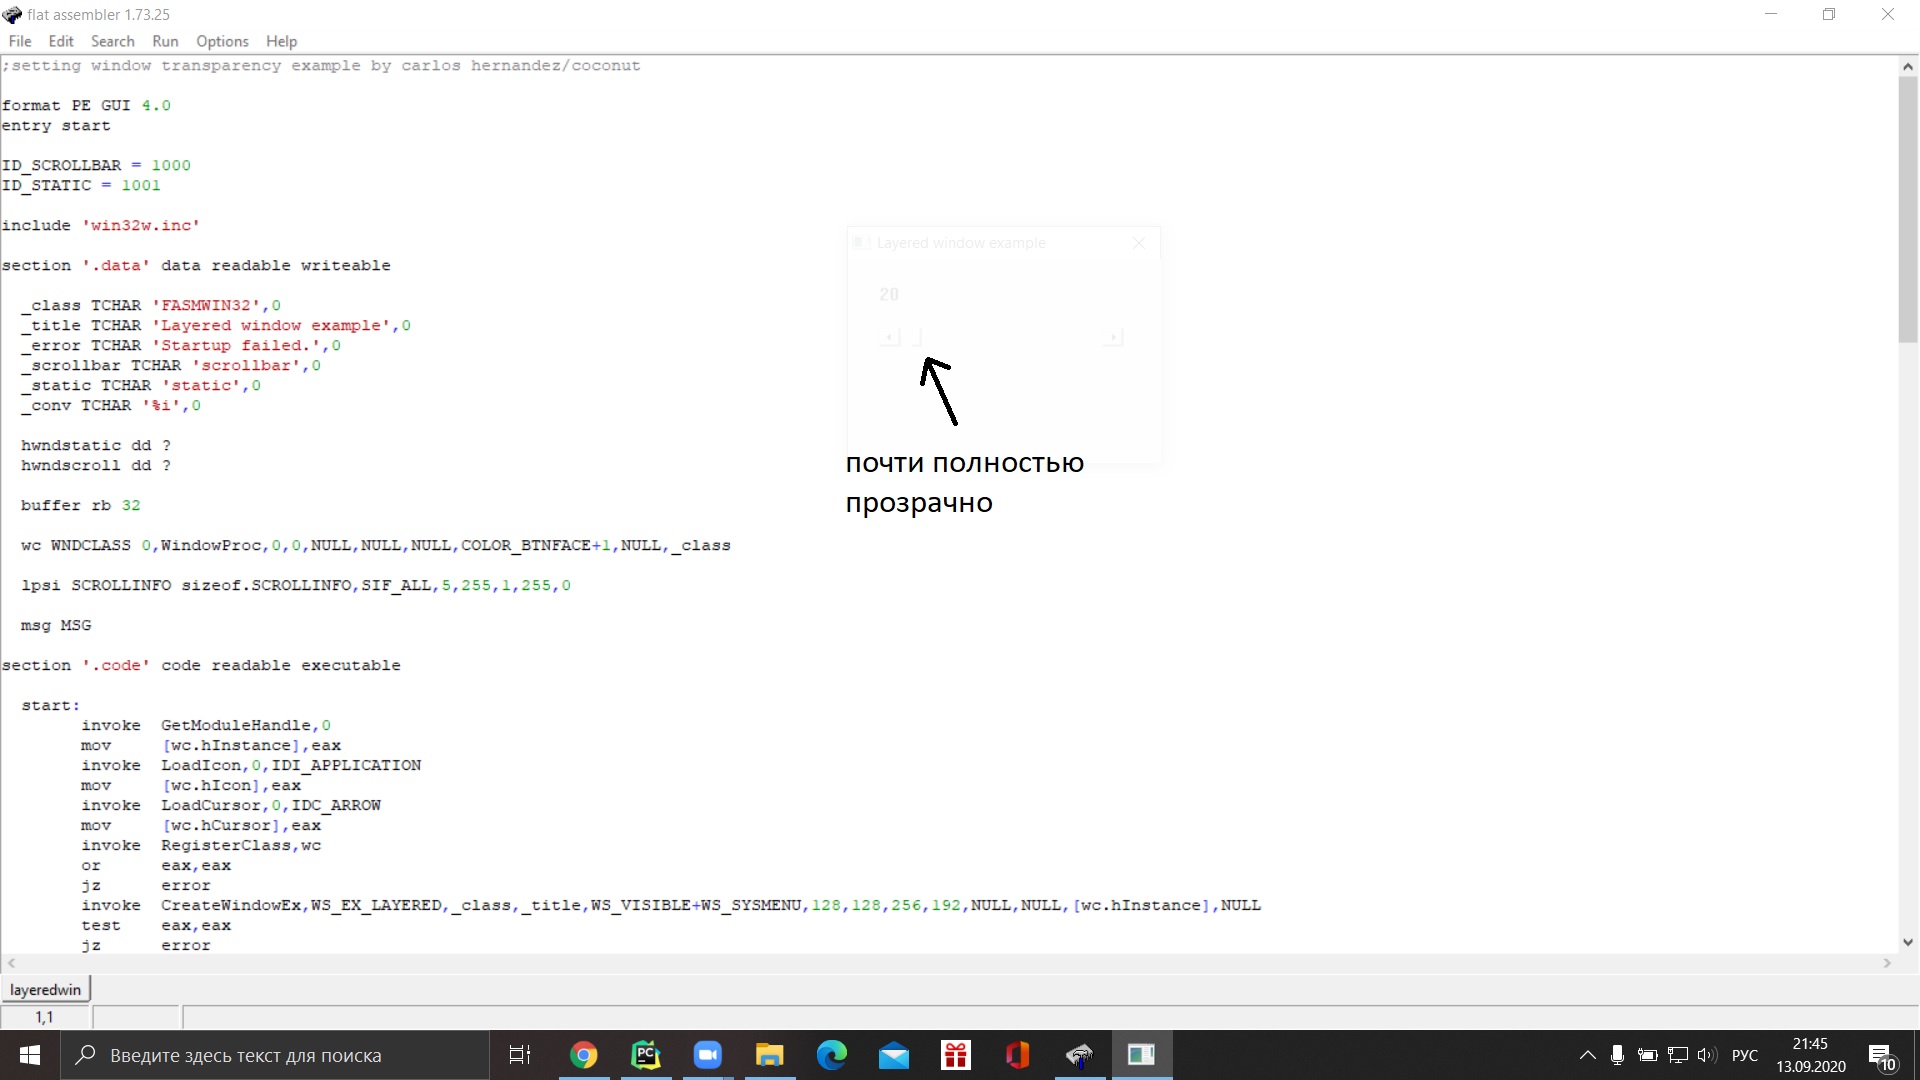 flat assembler 1.73.25
File Edit Search Run Options Help
;setting window transparency example by carlos hernandez/coconut
format PE GUI 4.0
entry start
ID_SCROLLBAR = 1000
ID_STATIC = 1001
include 'win32w.inc'
section '.data' data readable writeable
_class TCHAR 'FASMWIN32',0
_title TCHAR 'Layered window example',0
_error TCHAR 'Startup failed.',0
_scrollbar TCHAR 'scrollbar',0
_static TCHAR 'static',0
_conv TCHAR '%i',0
hwndstatic dd ?
hwndscroll dd ?
buffer rb 32
wc WNDCLASS 0,WindowProc,0,0,NULL,NULL,NULL,COLOR_BTNFACE+1,NULL,_class
lpsi SCROLLINFO sizeof.SCROLLINFO,SIF_ALL,5,255,1,255,0
msg MSG
section '.code' code readable executable
start:
invoke GetModuleHandle,0
mov [wc.hInstance],eax
invoke LoadIcon,0,IDI_APPLICATION
mov [wc.hIcon],eax
invoke LoadCursor,0,IDC_ARROW
mov [wc.hCursor],eax
invoke RegisterClass,wc
or eax,eax
jz error
invoke CreateWindowEx,WS_EX_LAYERED,_class,_title,WS_VISIBLE+WS_SYSMENU,128,128,256,192,NULL,NULL,[wc.hInstance],NULL
test eax,eax
jz error
Layered window example
20
почти полностью
прозрачно
layeredwin
1,1
Введите здесь текст для поиска
PC
РУС
21:45
13.09.2020
10